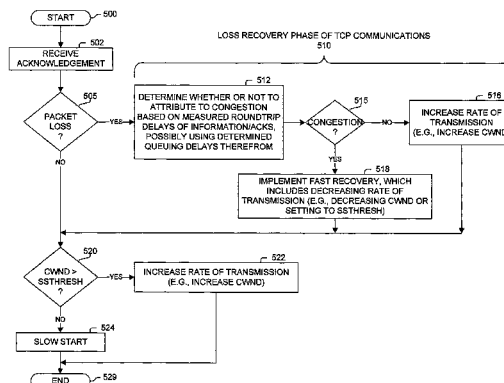 START
500
502
RECEIVE
ACKNOWLEDGEMENT
505
PACKET
LOSS
?
YES
NO
LOSS RECOVERY PHASE OF TCP COMMUNICATIONS
510
512
DETERMINE WHETHER OR NOT TO
ATTRIBUTE TO CONGESTION
BASED ON MEASURED ROUNDTRIP
DELAYS OF INFORMATION/ACKS,
POSSIBLY USING DETERMINED
QUEUING DELAYS THEREFROM
515
CONGESTION
?
NO
YES
516
INCREASE RATE OF
TRANSMISSION
(E.G., INCREASE CWND)
518
IMPLEMENT FAST RECOVERY, WHICH
INCLUDES DECREASING RATE OF
TRANSMISSION (E.G., DECREASING CWND OR
SETTING TO SSTHRESH)
520
CWND >
SSTHRESH
?
YES
NO
522
INCREASE RATE OF TRANSMISSION
(E.G., INCREASE CWND)
524
SLOW START
END
529